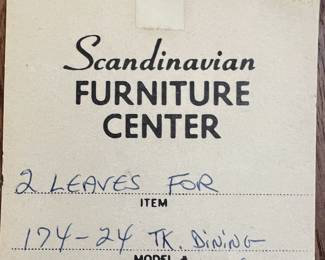 Scandinavian
FURNITURE
CENTER
2 LEAVES FOR
ITEM
174-24 TK. DINING
MODEL #